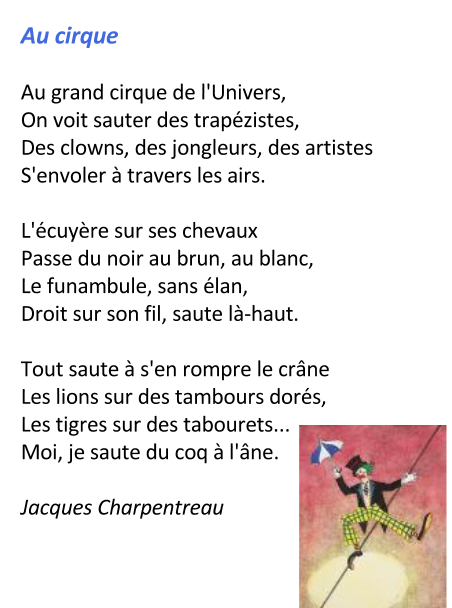 Au cirque
Au grand cirque de l'Univers,
On voit sauter des trapézistes,
Des clowns, des jongleurs, des artistes
S'envoler à travers les airs.
L'écuyère sur ses chevaux
Passe du noir au brun, au blanc,
Le funambule, sans élan,
Droit sur son fil, saute là-haut.
Tout saute à s'en rompre le crâne
Les lions sur des tambours dorés,
Les tigres sur des tabourets...
Moi, je saute du coq à l'âne.
Jacques Charpentreau